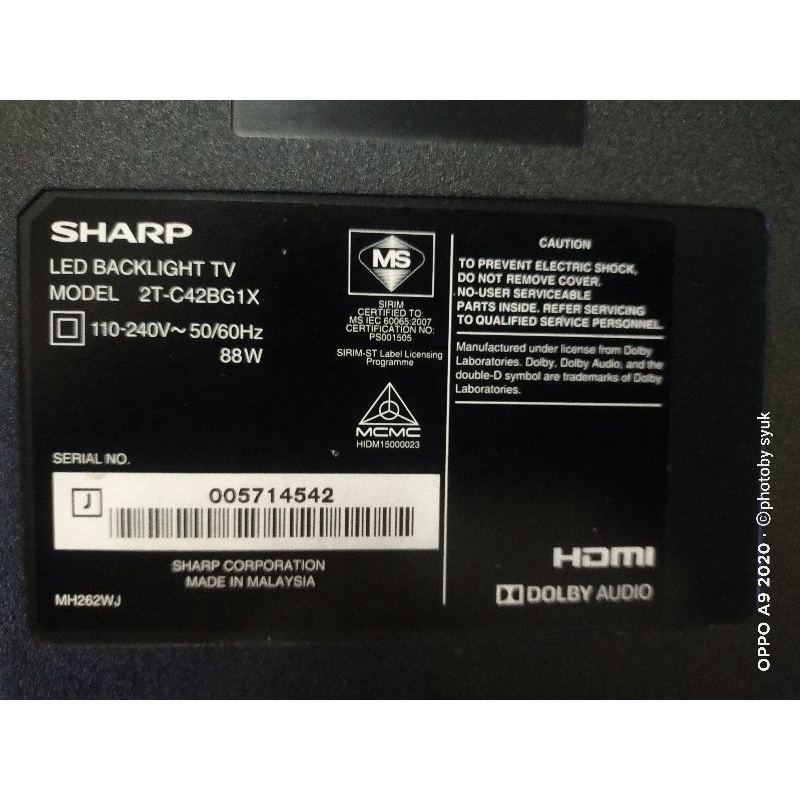 SHARP
LED BACKLIGHT TV
MODEL 2T-C42BG1X
110-240V~ 50/60Hz
88W
MS
SIRIM
CERTIFIED TO:
MS IEC 60065:2007
CERTIFICATION NO:
PS001505
SIRIM-ST Label Licensing
Programme
MCMC
HIDM15000023
SERIAL NO.
J
005714542
SHARP CORPORATION
MADE IN MALAYSIA
MH262WJ
CAUTION
TO PREVENT ELECTRIC SHOCK,
DO NOT REMOVE COVER.
NO-USER SERVICEABLE
PARTS INSIDE. REFER SERVICING
TO QUALIFIED SERVICE PERSONNEL.
Manufactured under license from Dolby
Laboratories. Dolby, Dolby Audio, and the
double-D symbol are trademarks of Dolby
Laboratories.
HDMI
DOLBY AUDIO
OPPO A9 2020 · ©photoby syuk